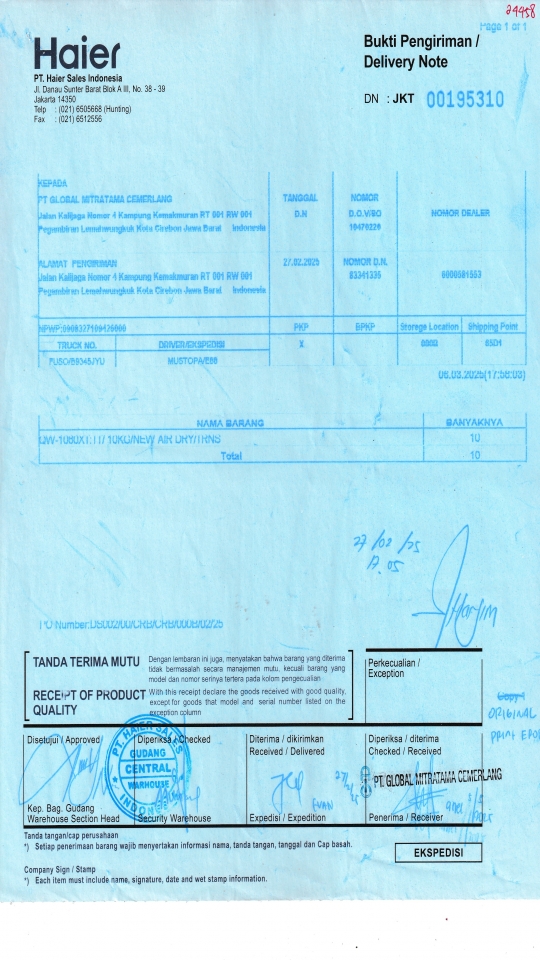 24458
Page 1 of 1
Haier
PT. Haier Sales Indonesia
Jl. Danau Sunter Barat Blok A III, No. 38 - 39
Jakarta 14350
Telp : (021) 6505668 (Hunting)
Fax : (021) 6512556
Bukti Pengiriman /
Delivery Note
DN : JKT 00195310
KEPADA
PT GLOBAL MITRATAMA CEMERLANG
Jalan Kalijaga Nomor 4 Kampung Kemakmuran RT 001 RW 001
Pegambiran Lemahwungkuk Kota Cirebon Jawa Barat Indonesia
TANGGAL
D.N
NOMOR
D.O.V/BO
NOMOR DEALER
ALAMAT PENGIRIMAN
Jalan Kalijaga Nomor 4 Kampung Kemakmuran RT 001 RW 001
Pegambiran Lemahwungkuk Kota Cirebon Jawa Barat Indonesia
27.02.2025
NOMOR D.N.
83341335
PKP
BPKP
Storage Location
Shipping Point
TRUCK NO.
DRIVER/EKSPEDISI
X
MUSTOPA/EBB
06.03.2025(17:56:03)
NAMA BARANG
BANYAKNYA
10
Total
10
27/02/25
17.05
TANDA TERIMA MUTU
Dengan lembaran ini juga, menyatakan bahwa barang yang diterima
tidak bermasalah secara manajemen mutu, kecuali barang yang
model dan nomor serinya tertera pada kolom pengecualian
RECEIPT OF PRODUCT
QUALITY
With this receipt declare the goods received with good quality,
except for goods that model and serial number listed on the
exception column
Perkecualian /
Exception
Copy 1
ORIGINAL
Disetujui / Approved
Diperiksa / Checked
Diterima / dikirimkan
Received / Delivered
Diperiksa / diterima
Checked / Received
PT. HAIER SALES
GUDANG
CENTRAL
WAREHOUSE
INDONESIA
PT. GLOBAL MITRATAMA CEMERLANG
Kep. Bag. Gudang
Warehouse Section Head
Security Warehouse
Expedisi / Expedition
Penerima / Receiver
Tanda tangan/cap perusahaan
*) Setiap penerimaan barang wajib menyertakan informasi nama, tanda tangan, tanggal dan Cap basah.
EKSPEDISI
Company Sign / Stamp
*) Each item must include name, signature, date and wet stamp information.